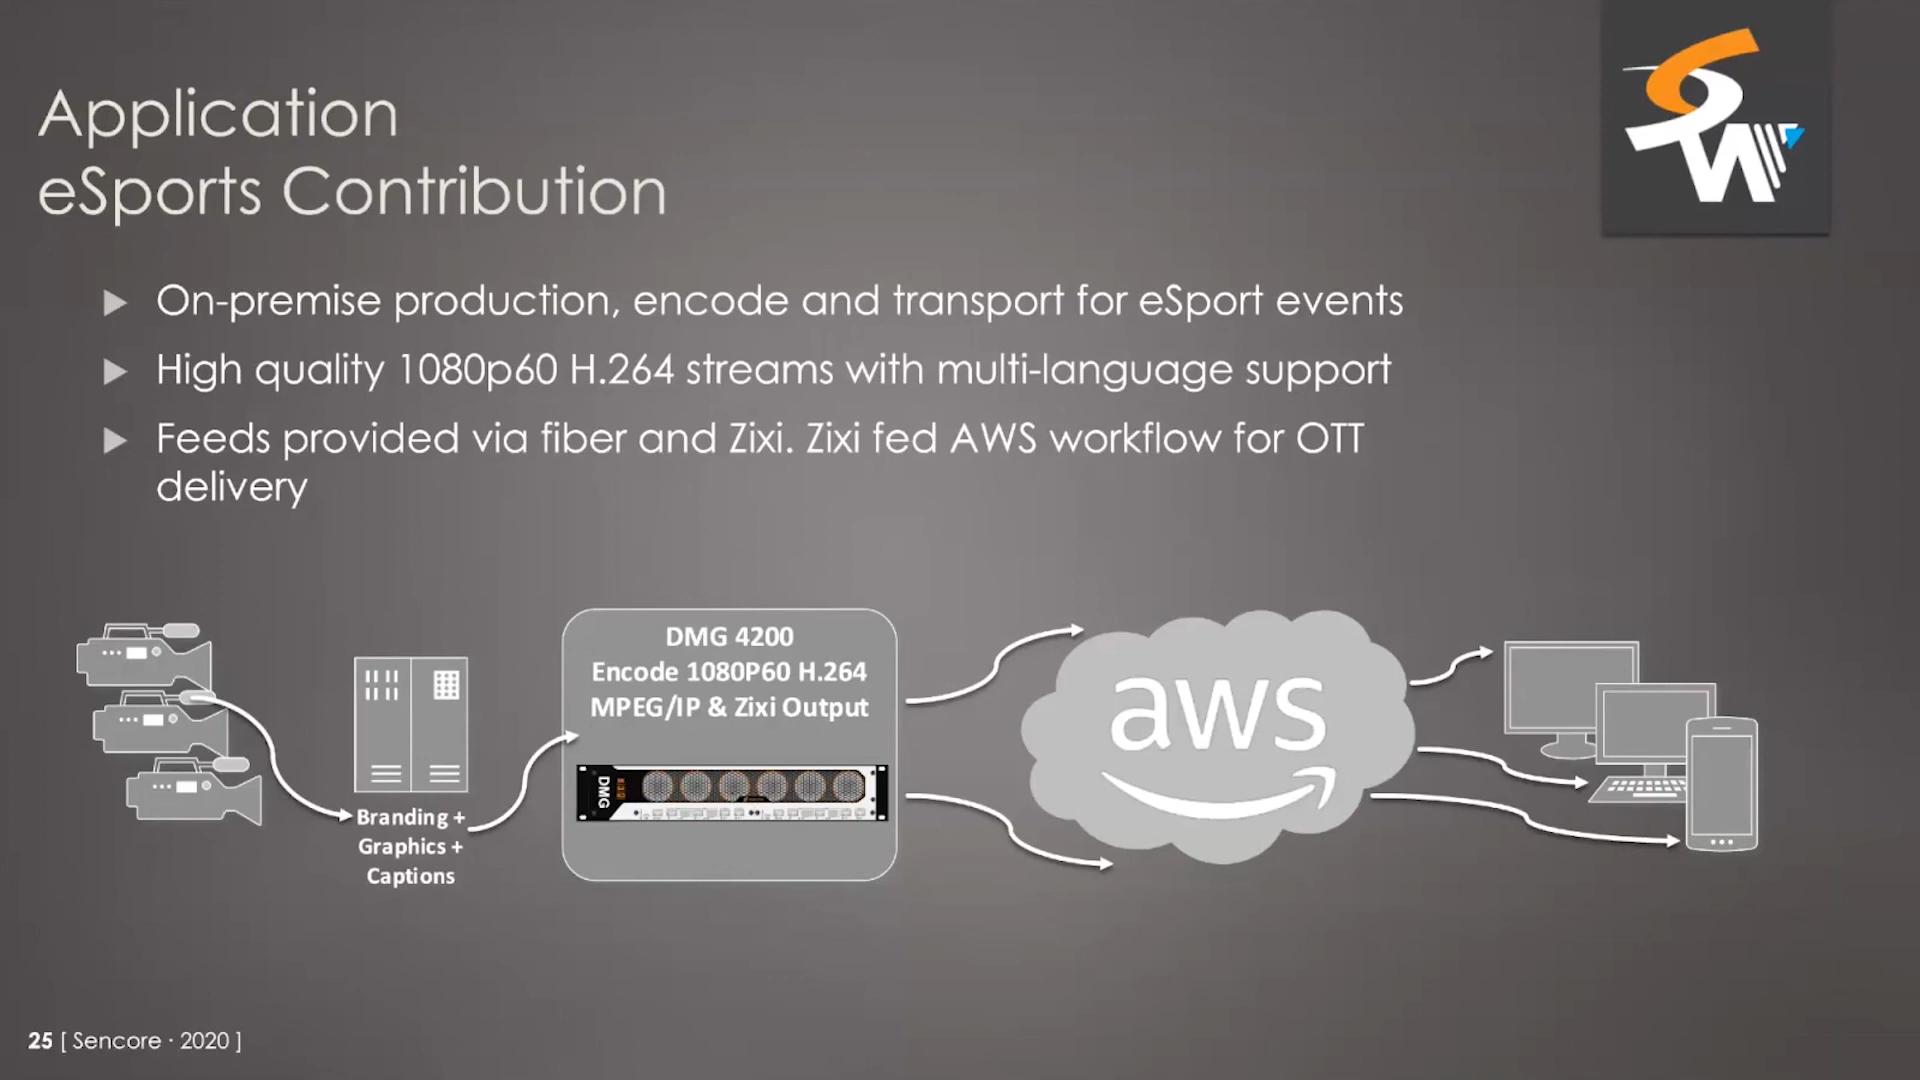 Application
eSports Contribution
On-premise production, encode and transport for eSport events
High quality 1080p60 H.264 streams with multi-language support
Feeds provided via fiber and Zixi. Zixi fed AWS workflow for OTT
delivery
Branding +
Graphics +
Captions
DMG 4200
Encode 1080P60 H.264
MPEG/IP & Zixi Output
DMG
aws
25 [ Sencore · 2020 ]